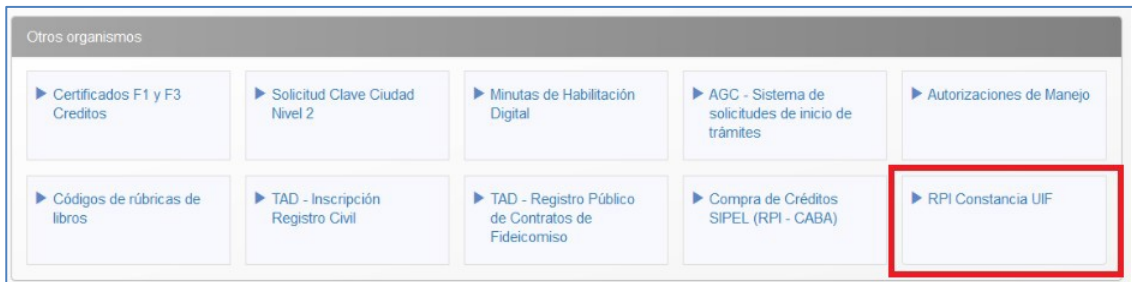 Otros organismos
Certificados F1 y F3
Creditos
Solicitud Clave Ciudad
Nivel 2
Minutas de Habilitación
Digital
AGC - Sistema de
solicitudes de inicio de
trámites
Autorizaciones de Manejo
Códigos de rúbricas de
libros
TAD - Inscripción
Registro Civil
TAD - Registro Público
de Contratos de
Fideicomiso
Compra de Créditos
SIPEL (RPI - CABA)
RPI Constancia UIF